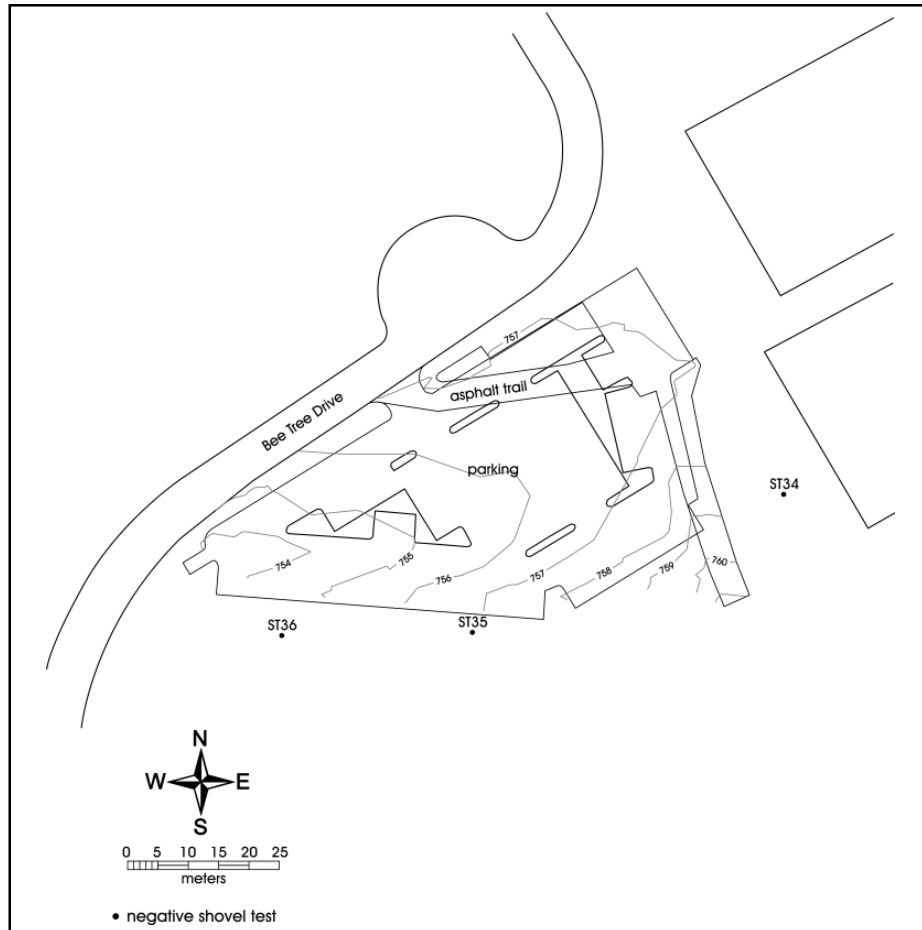 757
asphalt trail
Bee Tree Drive
parking
ST34
754
755
756
757
758
759
760
ST36
ST35
N
W E
S
0 5 10 15 20 25
meters
negative shovel test